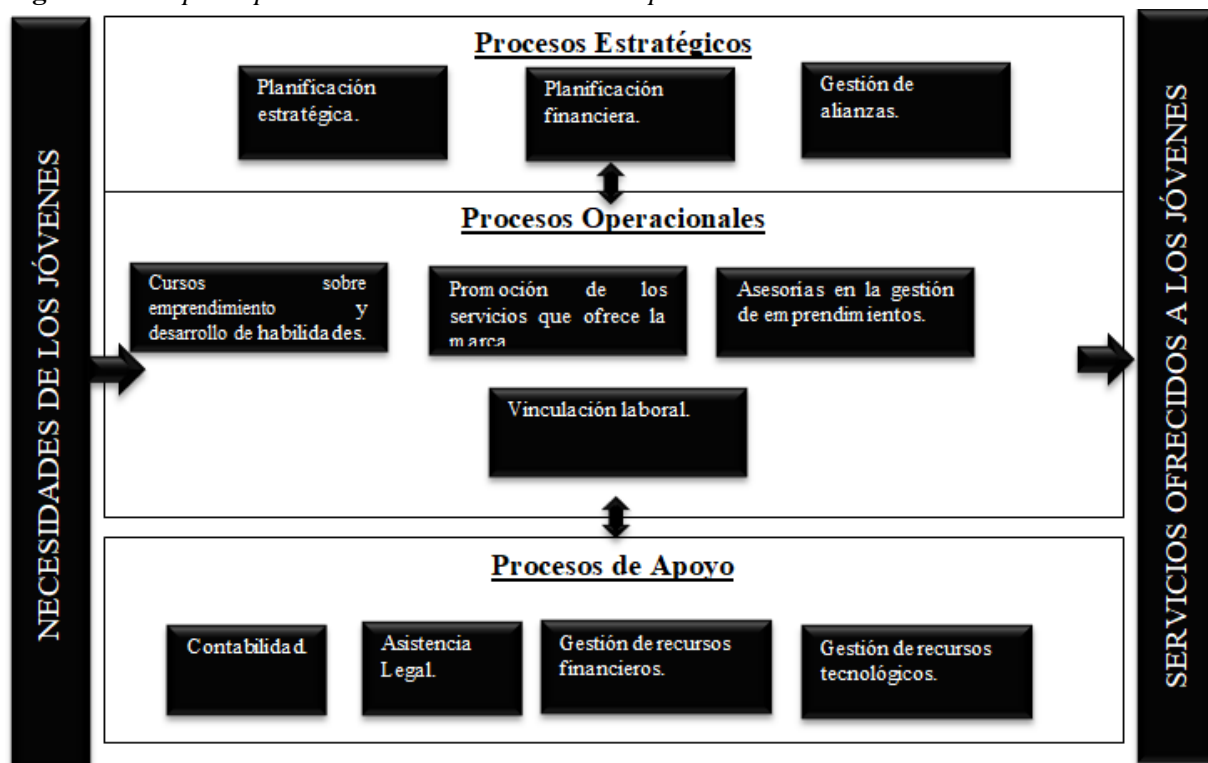 NECESIDADES DE LOS JÓVENES
Procesos Estratégicos
Planificación
estratégica.
Planificación
financiera.
Gestión de
alianzas.
Procesos Operacionales
Cursos sobre
emprendimiento y
desarrollo de habilidades.
Promoción de los
servicios que ofrece la
marca
Asesorías en la gestión
de emprendimientos.
Vinculación laboral.
Procesos de Apoyo
Contabilidad.
Asistencia
Legal.
Gestión de recursos
financieros.
Gestión de recursos
tecnológicos.
SERVICIOS OFRECIDOS A LOS JÓVENES